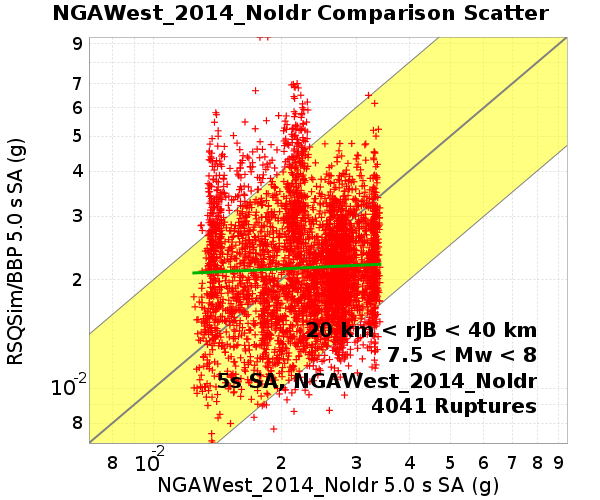 NGAWest_2014_NoIdr Comparison Scatter
RSQSim/BBP 5.0 s SA (g)
9
7
6
5
4
3
2
10-2
8
20 km < rJB < 40 km
7.5 < Mw < 8
5s SA, NGAWest_2014_NoIdr
4041 Ruptures
8 10-2 2 3 4 5 6 7 8 9
NGAWest_2014_NoIdr 5.0 s SA (g)